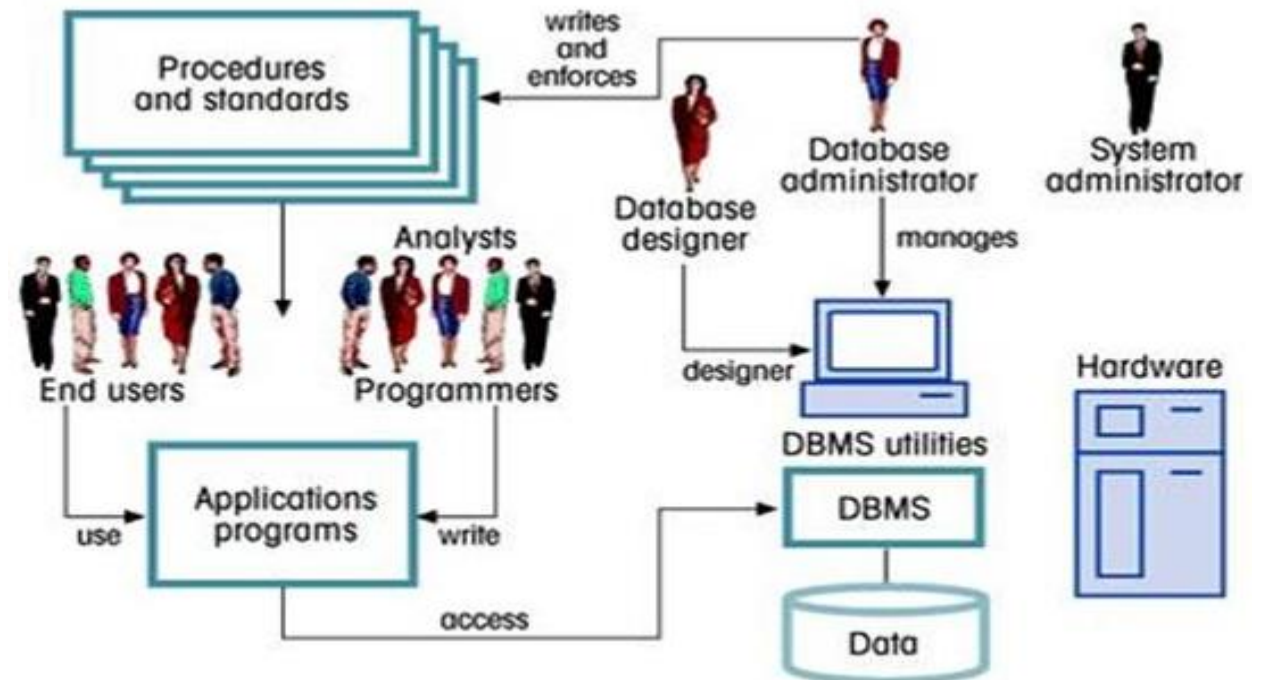 Procedures
and standards
writes
and
enforces
Database
administrator
System
administrator
Database
designer
manages
Analysts
End users
Programmers
designer
Hardware
DBMS utilities
Applications
programs
use
write
DBMS
access
Data